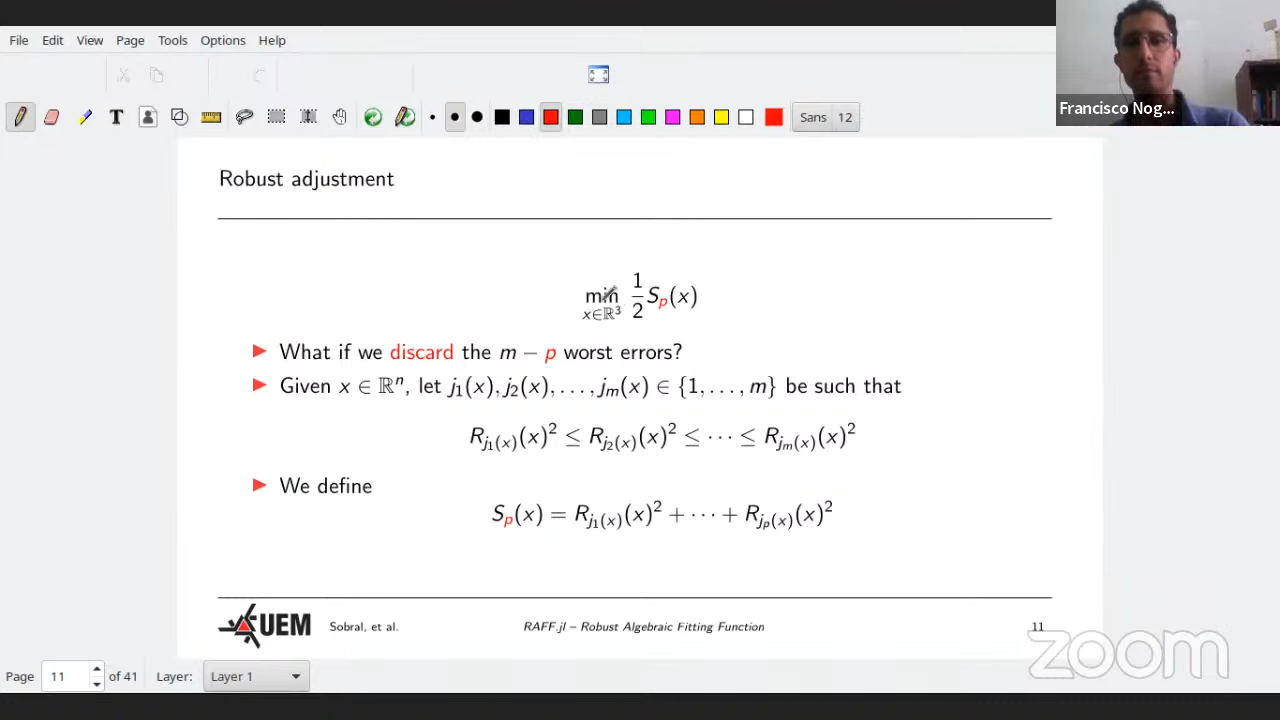 File Edit View Page Tools Options Help
Francisco Nog...
T
Sans 12
Robust adjustment
min x∈ℝ³ 1/2 Sₚ(x)
► What if we discard the m − p worst errors?
► Given x ∈ ℝⁿ, let j₁(x), j₂(x), . . . , jₘ(x) ∈ {1, . . . , m} be such that
R_{j₁(x)}(x)² ≤ R_{j₂(x)}(x)² ≤ · · · ≤ R_{jₘ(x)}(x)²
► We define
Sₚ(x) = R_{j₁(x)}(x)² + · · · + R_{jₚ(x)}(x)²
UEM Sobral, et al. RAFF.jl – Robust Algebraic Fitting Function 11
zoom
Page 11 of 41 Layer: Layer 1